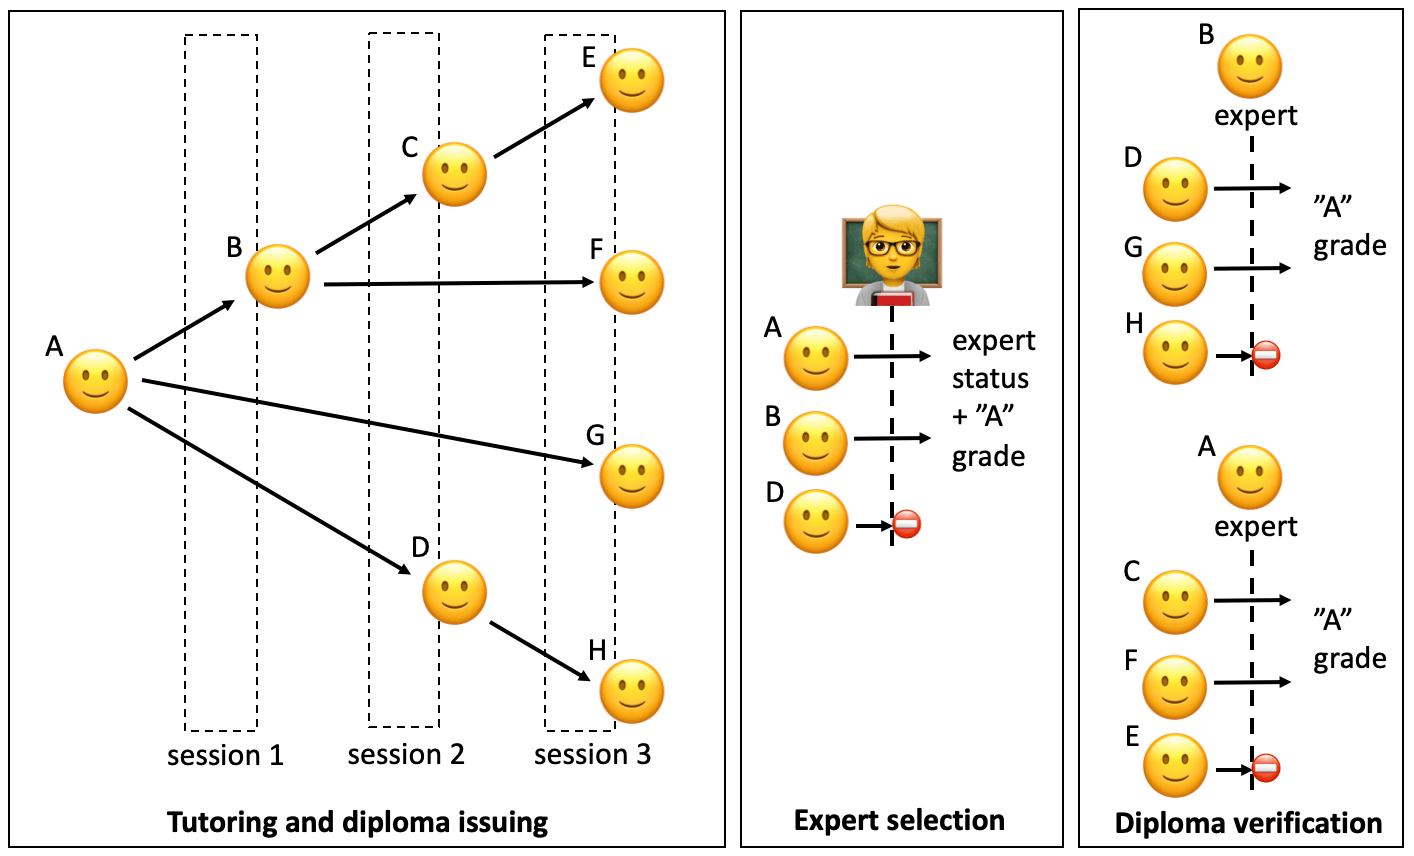 E
C
B
F
A
G
D
H
session 1
session 2
session 3
Tutoring and diploma issuing
A
B
D
expert
status
+ ”A”
grade
Expert selection
B
expert
D
G
H
”A”
grade
A
expert
C
F
E
”A”
grade
Diploma verification